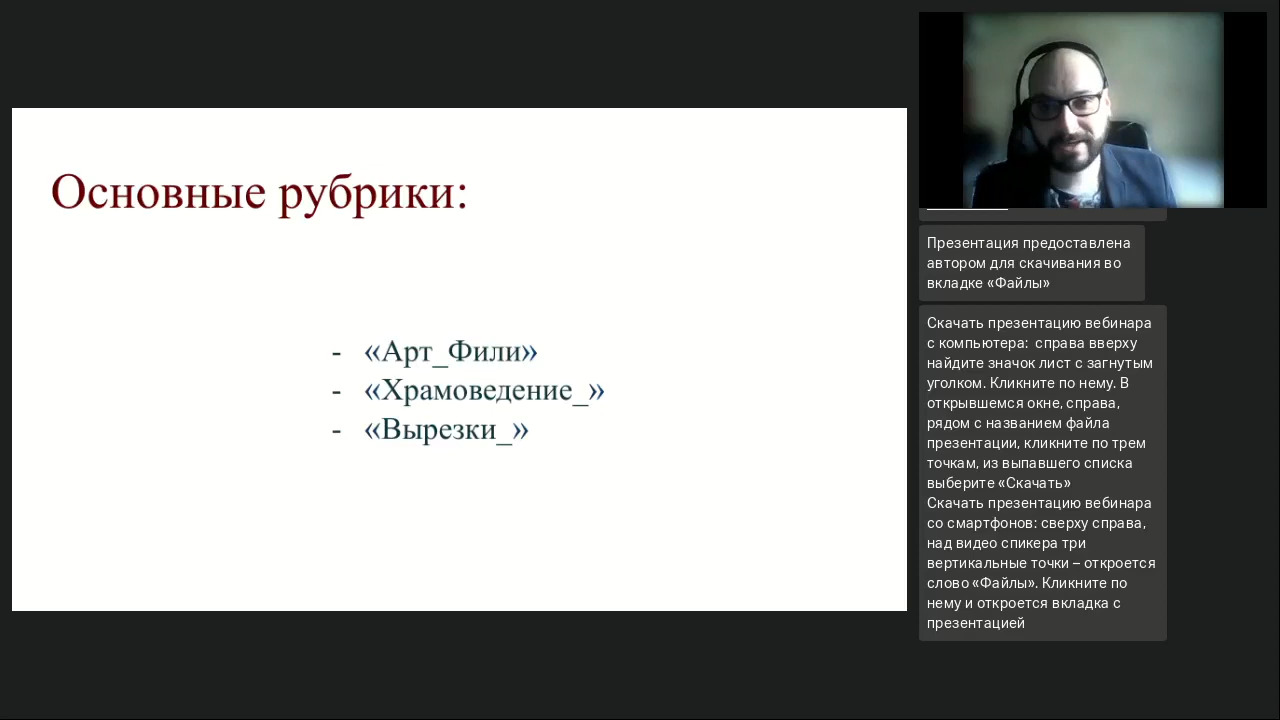 Основные рубрики:
- «Арт_Фили»
- «Храмоведение_»
- «Вырезки_»
Презентация предоставлена
автором для скачивания во
вкладке «Файлы»
Скачать презентацию вебинара
с компьютера:  справа вверху
найдите значок лист с загнутым
уголком. Кликните по нему. В
открывшемся окне, справа,
рядом с названием файла
презентации, кликните по трем
точкам, из выпавшего списка
выберите «Скачать»
Скачать презентацию вебинара
со смартфонов: сверху справа,
над видео спикера три
вертикальные точки – откроется
слово «Файлы». Кликните по
нему и откроется вкладка с
презентацией